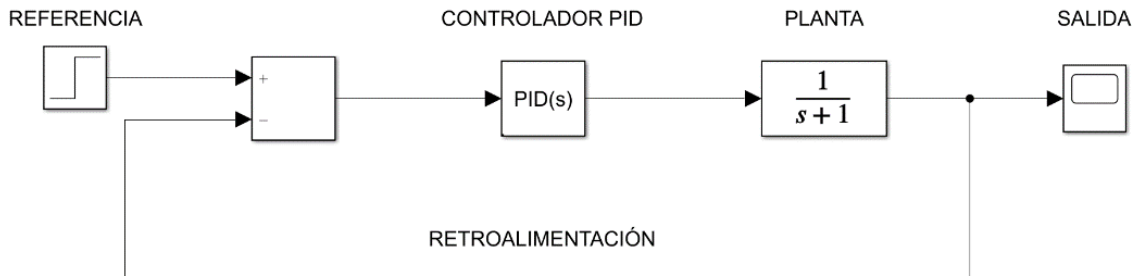 REFERENCIA
CONTROLADOR PID
PLANTA
SALIDA
+
−
PID(s)
1
s + 1
RETROALIMENTACIÓN